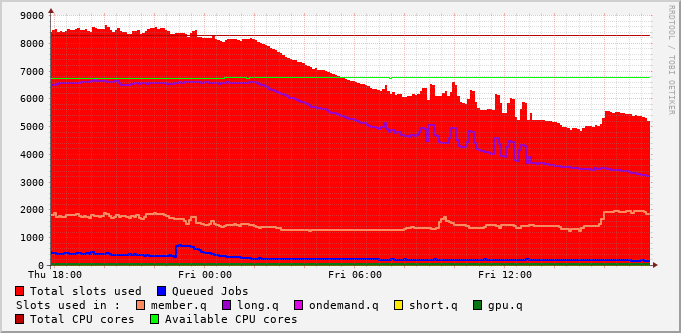 9000
8000
7000
6000
5000
4000
3000
2000
1000
0
Thu 18:00 Fri 00:00 Fri 06:00 Fri 12:00
Total slots used Queued Jobs
Slots used in : member.q long.q ondemand.q short.q gpu.q
Total CPU cores Available CPU cores
RRDTOOL / TOBI OETIKER